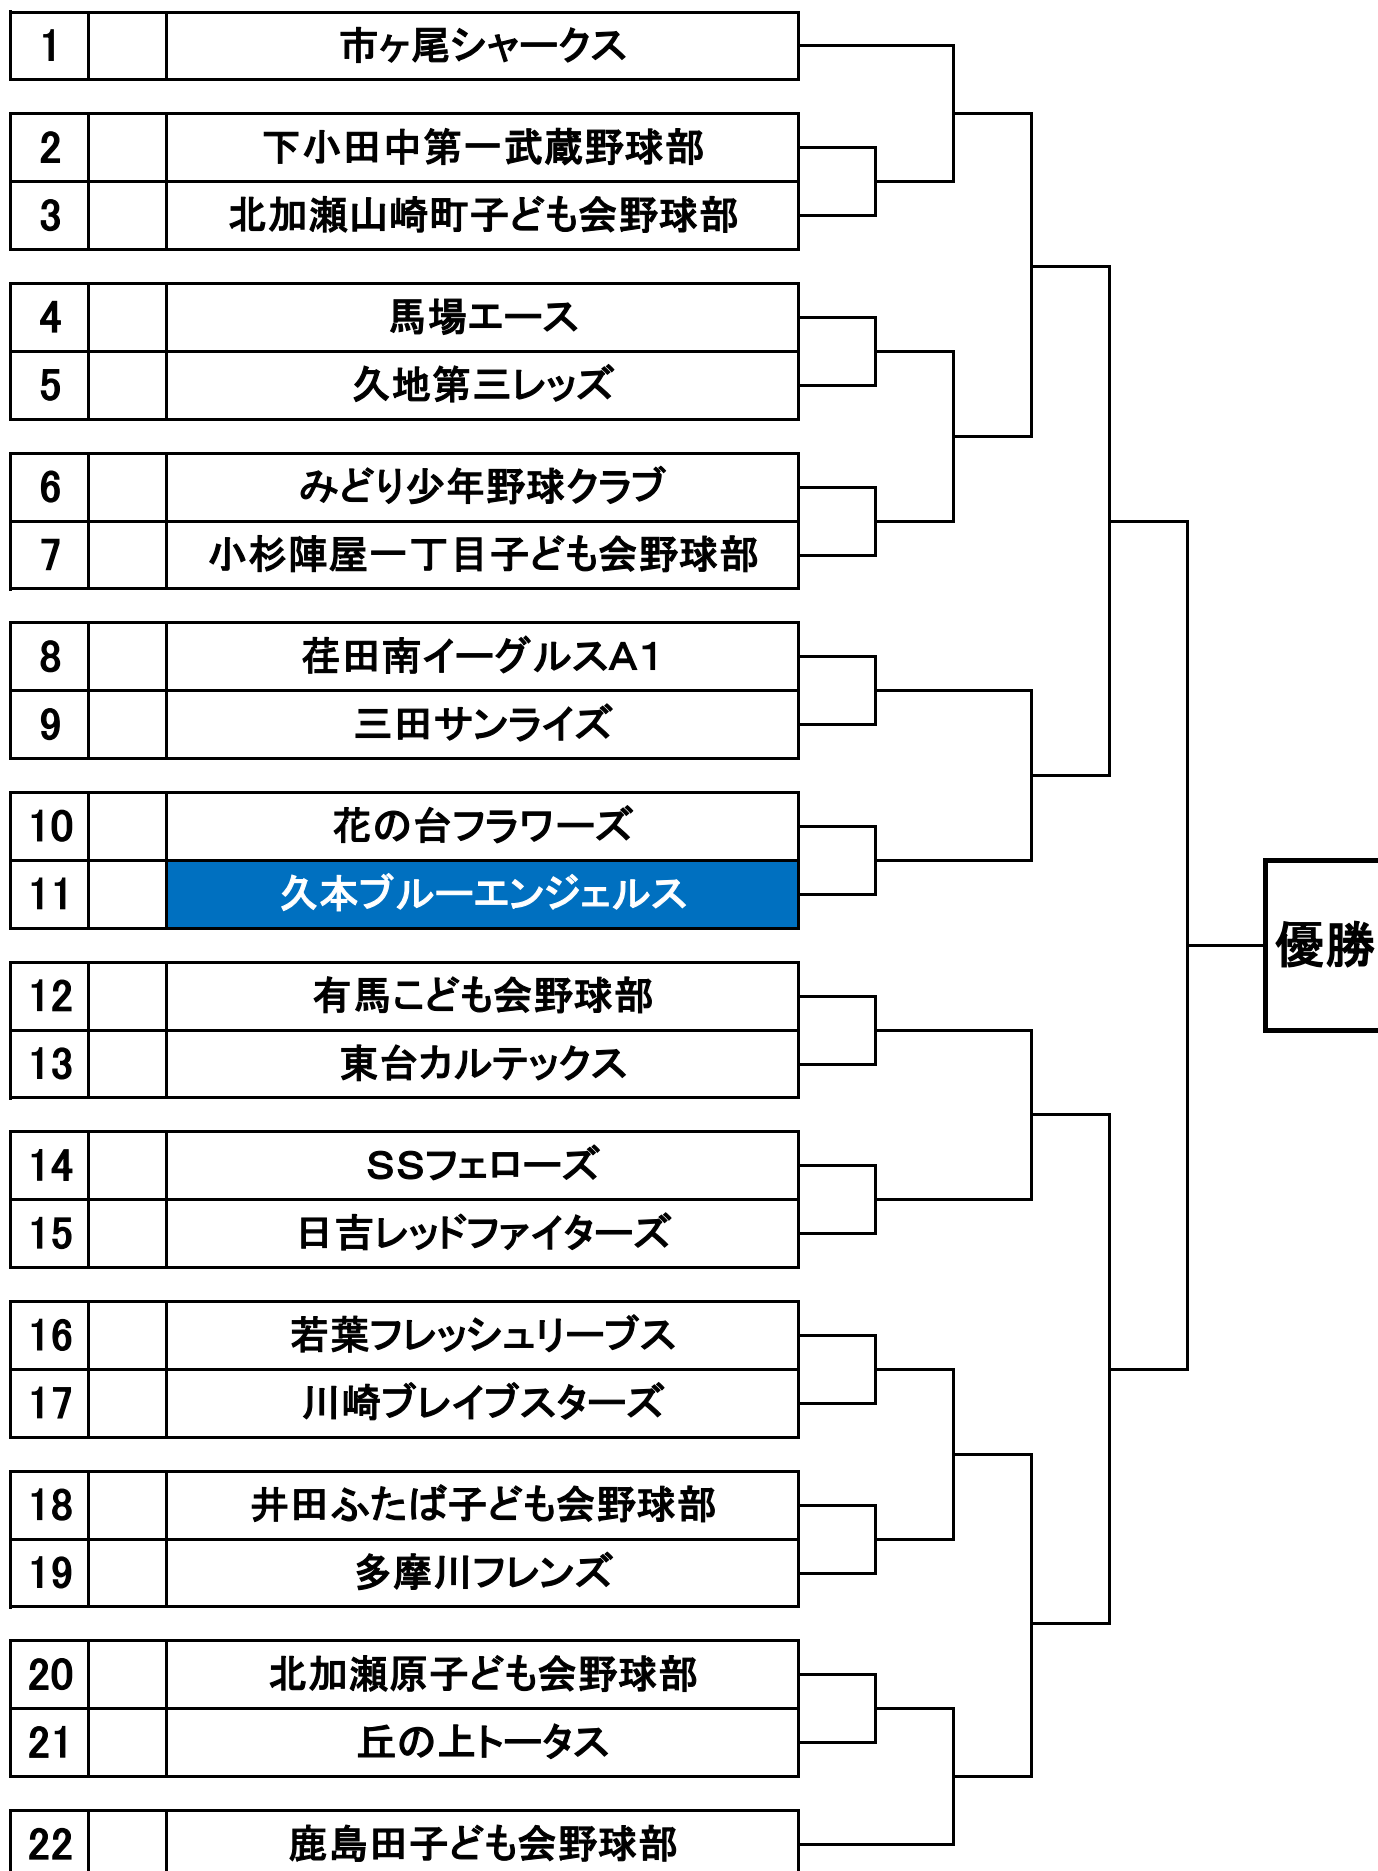 1 市ヶ尾シャークス
2 下小田中第一武蔵野球部
3 北加瀬山崎町子ども会野球部
4 馬場エース
5 久地第三レッズ
6 みどり少年野球クラブ
7 小杉陣屋一丁目子ども会野球部
8 荏田南イーグルスA1
9 三田サンライズ
10 花の台フラワーズ
11 久本ブルーエンジェルス
優勝
12 有馬こども会野球部
13 東台カルテックス
14 SSフェローズ
15 日吉レッドファイターズ
16 若葉フレッシュリーブス
17 川崎ブレイブスターズ
18 井田ふたば子ども会野球部
19 多摩川フレンズ
20 北加瀬原子ども会野球部
21 丘の上トータス
22 鹿島田子ども会野球部